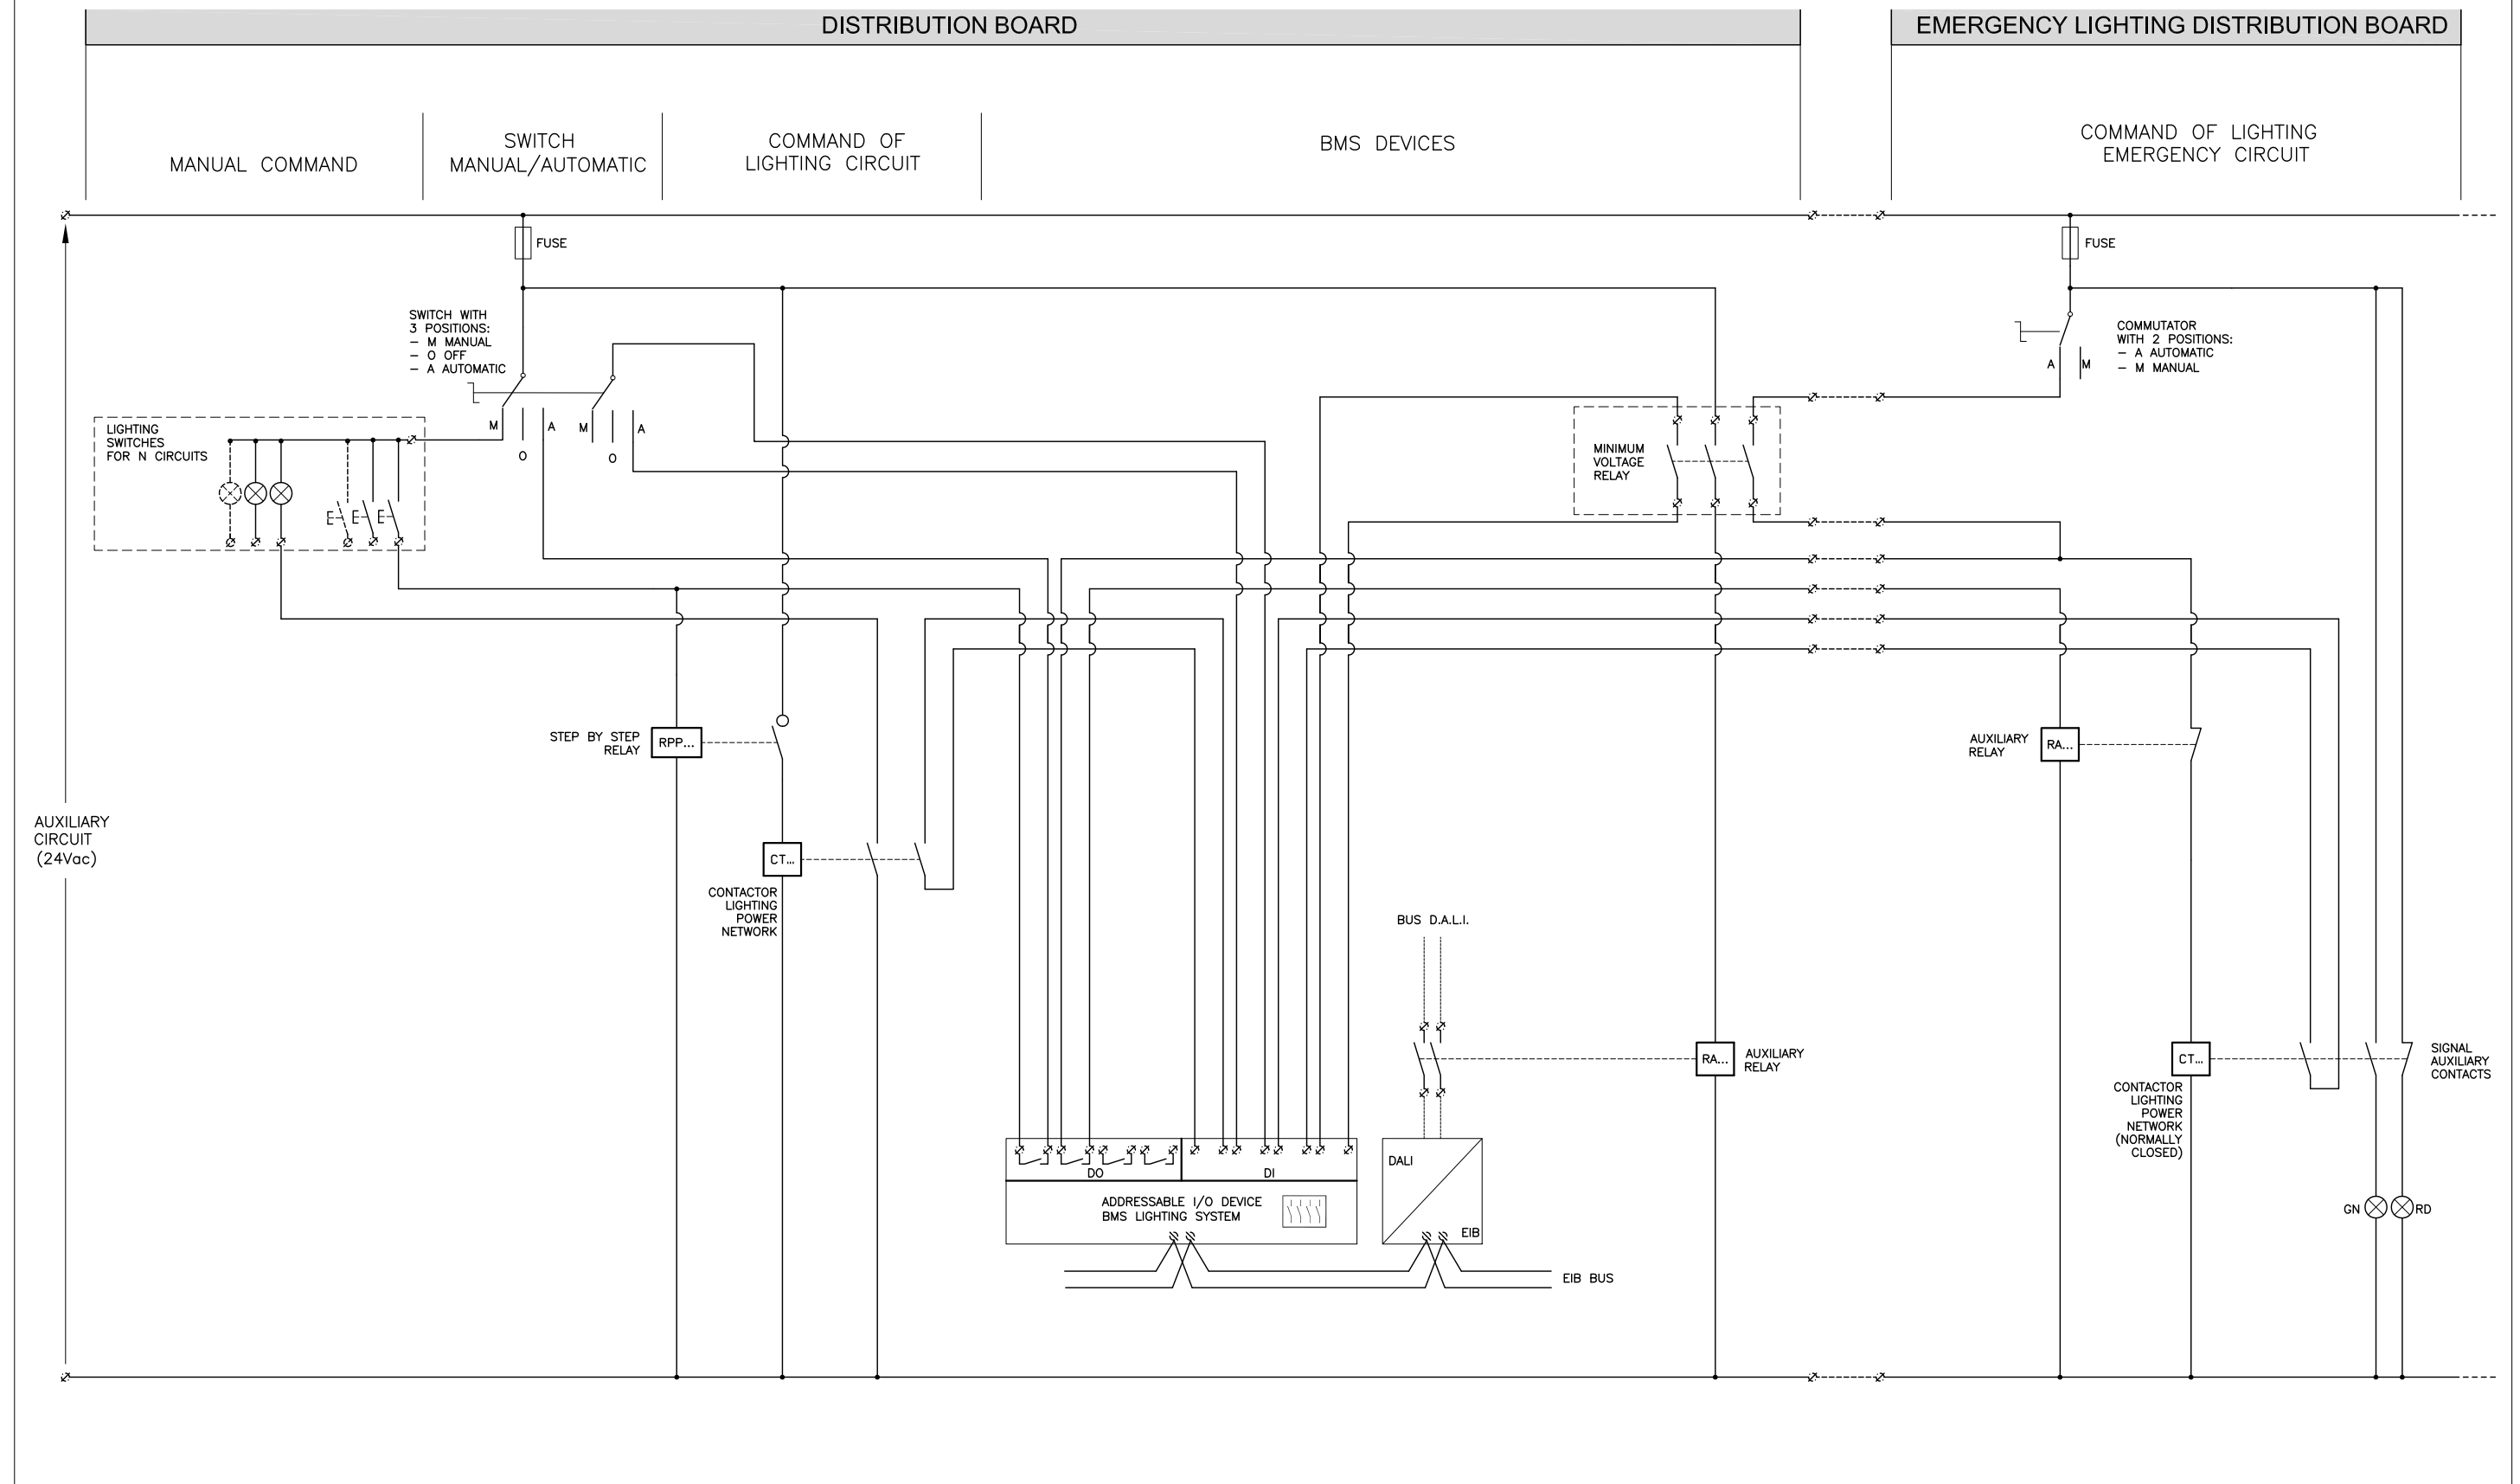 DISTRIBUTION BOARD
EMERGENCY LIGHTING DISTRIBUTION BOARD
MANUAL COMMAND
SWITCH
MANUAL/AUTOMATIC
COMMAND OF
LIGHTING CIRCUIT
BMS DEVICES
COMMAND OF LIGHTING
EMERGENCY CIRCUIT
FUSE
FUSE
SWITCH WITH
3 POSITIONS:
– M MANUAL
– O OFF
– A AUTOMATIC
COMMUTATOR
WITH 2 POSITIONS:
– A AUTOMATIC
– M MANUAL
A
M
M
O
A
M
O
A
LIGHTING
SWITCHES
FOR N CIRCUITS
MINIMUM
VOLTAGE
RELAY
STEP BY STEP
RELAY
RPP...
AUXILIARY
RELAY
RA...
AUXILIARY
CIRCUIT
(24Vac)
CT...
CONTACTOR
LIGHTING
POWER
NETWORK
BUS D.A.L.I.
RA...
AUXILIARY
RELAY
CT...
CONTACTOR
LIGHTING
POWER
NETWORK
(NORMALLY
CLOSED)
SIGNAL
AUXILIARY
CONTACTS
DO
DI
ADDRESSABLE I/O DEVICE
BMS LIGHTING SYSTEM
DALI
EIB
EIB BUS
GN
RD